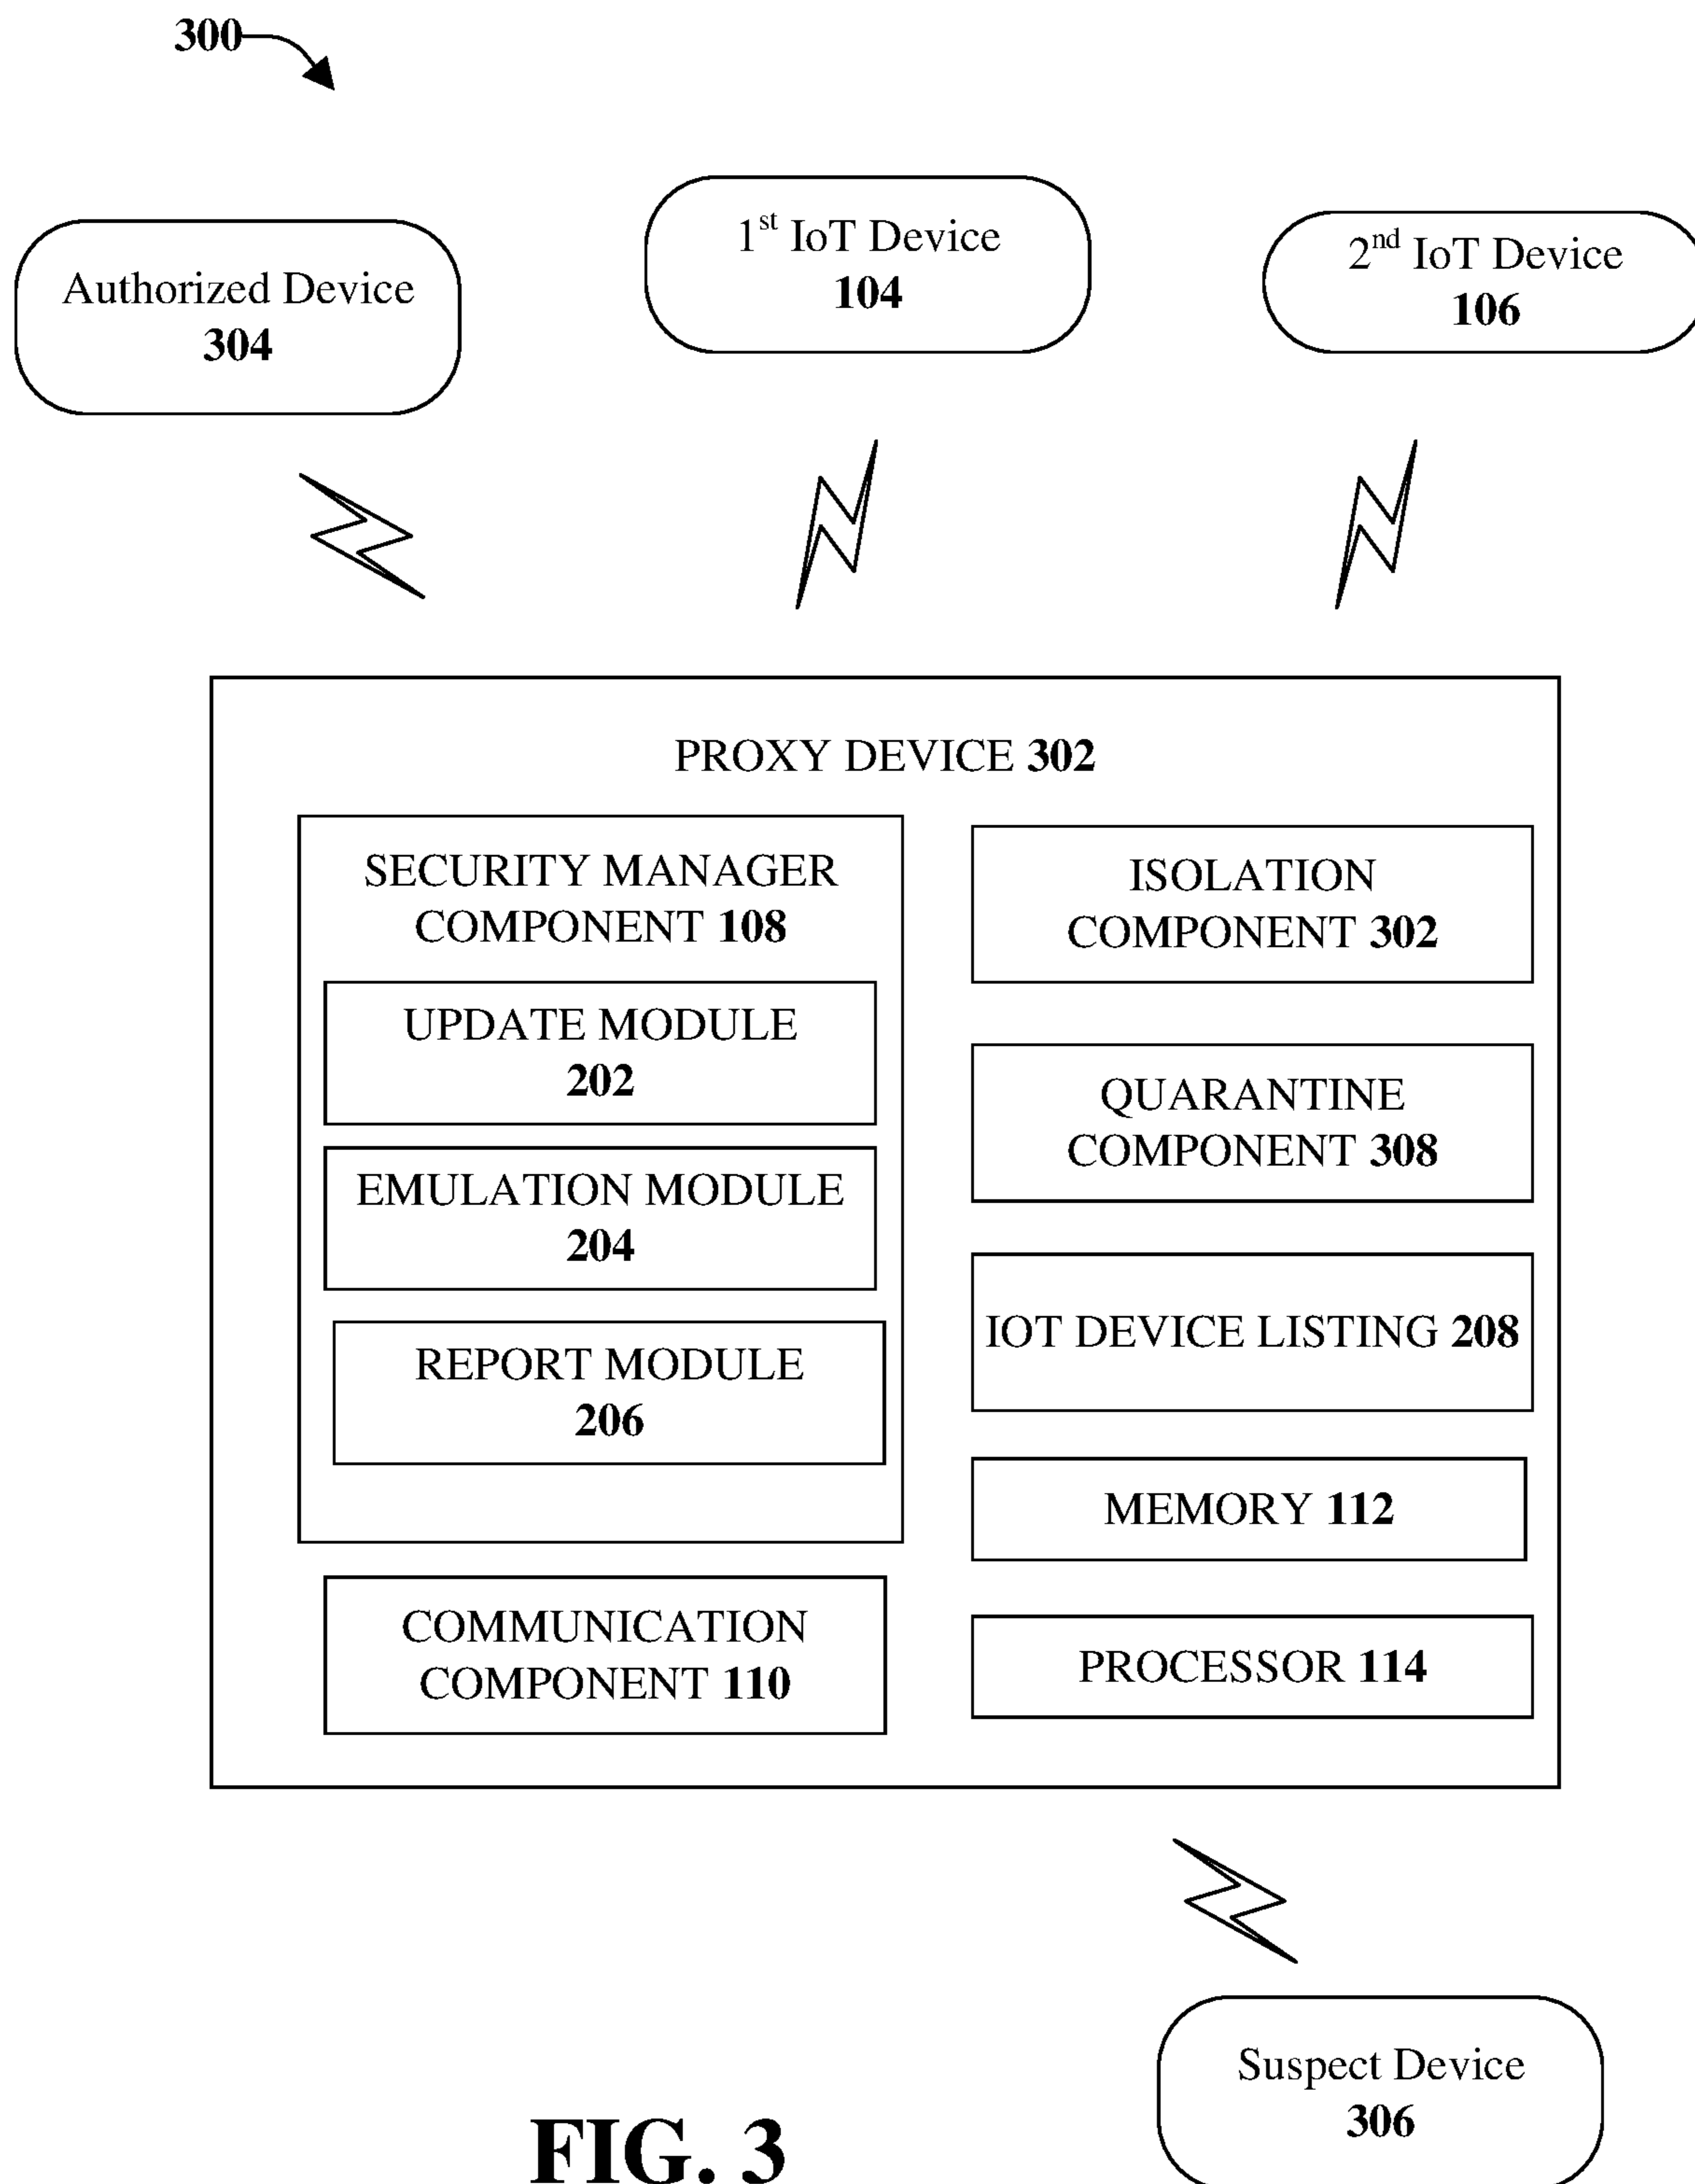 300
Authorized Device
304
1st IoT Device
104
2nd IoT Device
106
PROXY DEVICE 302
SECURITY MANAGER
COMPONENT 108
UPDATE MODULE
202
EMULATION MODULE
204
REPORT MODULE
206
COMMUNICATION
COMPONENT 110
ISOLATION
COMPONENT 302
QUARANTINE
COMPONENT 308
IOT DEVICE LISTING 208
MEMORY 112
PROCESSOR 114
Suspect Device
306
FIG. 3